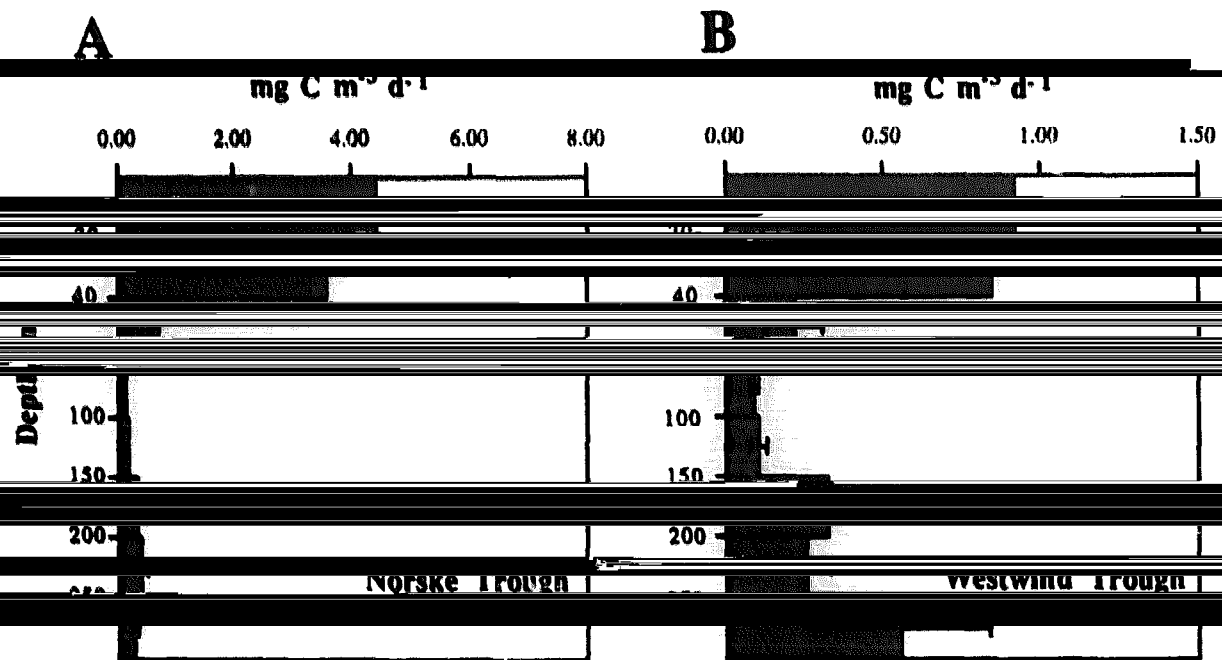 A B
mg C m⁻³ d⁻¹ mg C m⁻³ d⁻¹
0.00 2.00 4.00 6.00 8.00 0.00 0.50 1.00 1.50
40 40
100 100
150 150
200 200
Norske Trough Westwind Trough